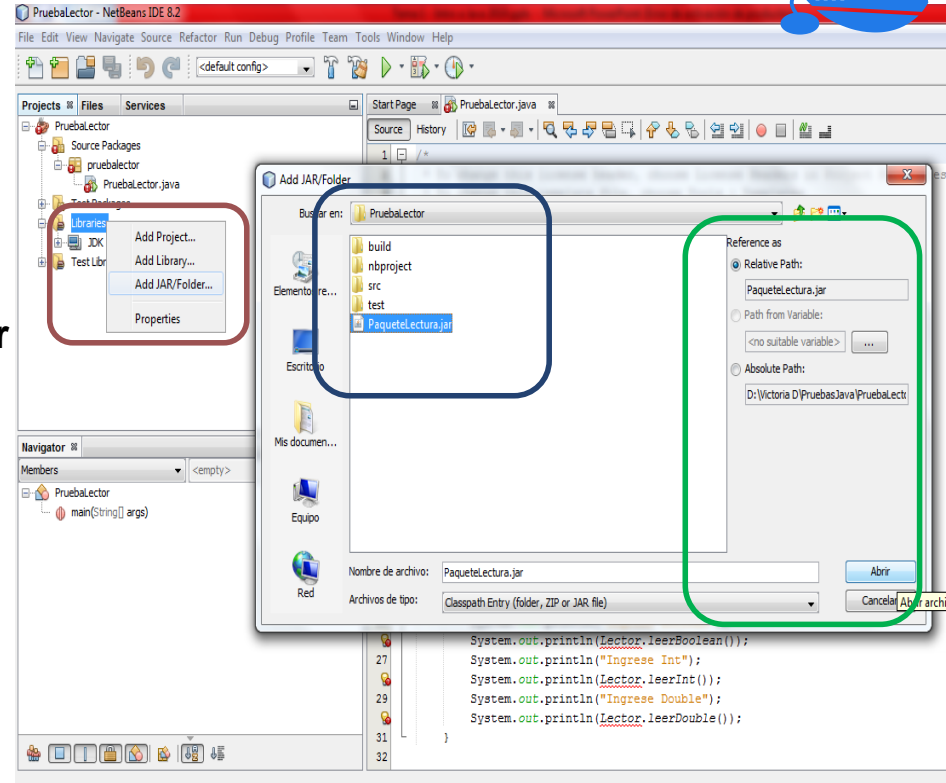 PruebaLector - NetBeans IDE 8.2
File Edit View Navigate Source Refactor Run Debug Profile Team Tools Window Help
<default config>
Projects Files Services
PruebaLector
Source Packages
pruebalector
PruebaLector.java
Test Packages
Libraries
JDK
Test Libr
Add Project...
Add Library...
Add JAR/Folder...
Properties
r
Start Page PruebaLector.java
Source History
1 /*
Add JAR/Folder
Buscar en: PruebaLector
Elementos re...
Escritorio
Mis documen...
Equipo
Red
build
nbproject
src
test
PaqueteLectura.jar
Reference as
Relative Path:
PaqueteLectura.jar
Path from Variable:
<no suitable variable> ...
Absolute Path:
D:\Victoria D\PruebasJava\PruebaLecto
Nombre de archivo: PaqueteLectura.jar
Abrir
Archivos de tipo: Classpath Entry (folder, ZIP or JAR file)
Cancelar
Abrir archi
Navigator
Members <empty>
PruebaLector
main(String[] args)
System.out.println(Lector.leerBoolean());
27 System.out.println("Ingrese Int");
System.out.println(Lector.leerInt());
29 System.out.println("Ingrese Double");
System.out.println(Lector.leerDouble());
31 }
32